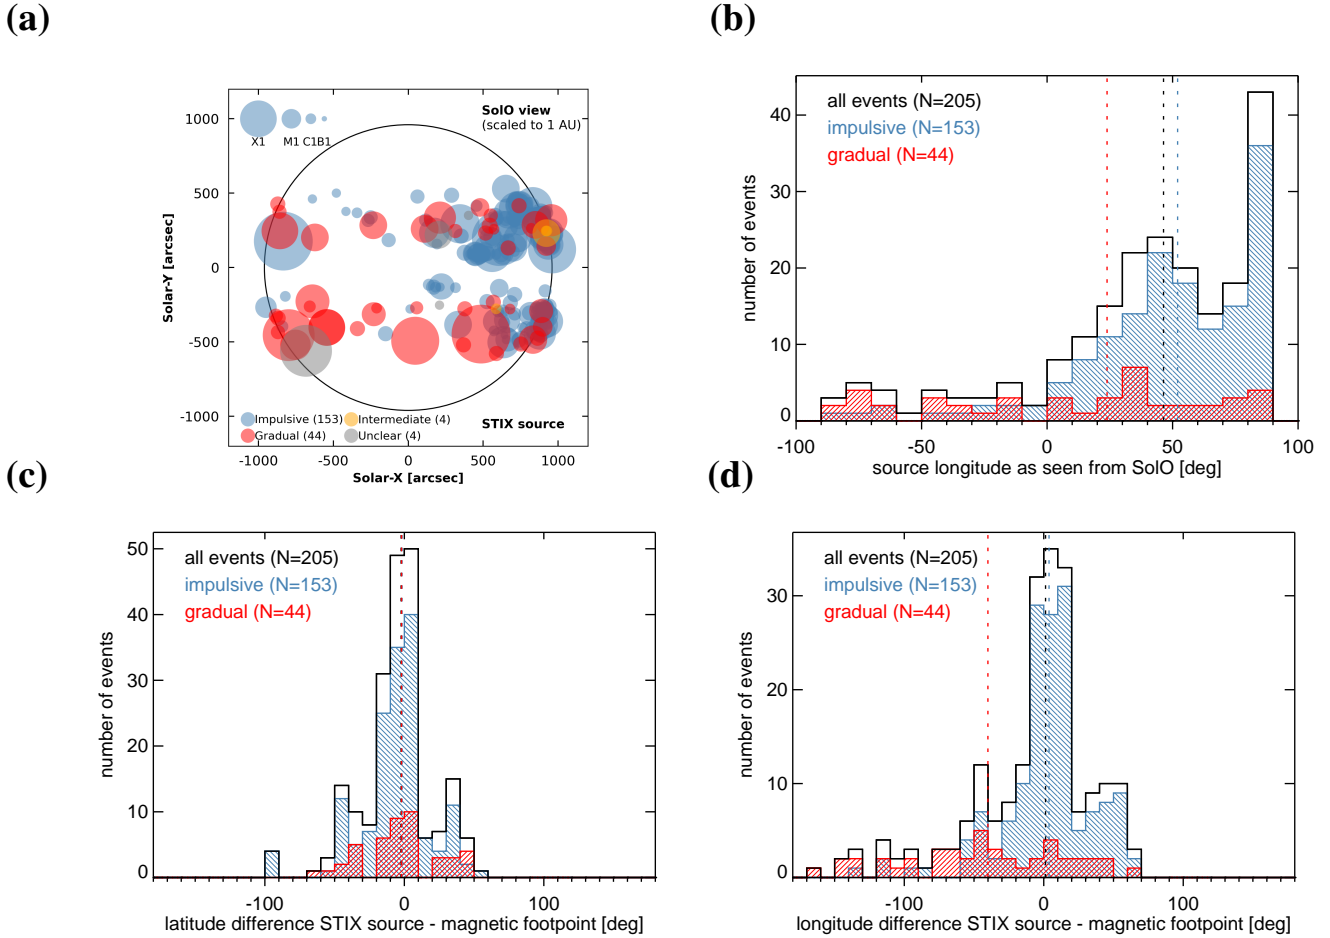 (a)
SolO view
(scaled to 1 AU)
X1 M1 C1B1
1000
500
0
-500
-1000
Solar-Y [arcsec]
Impulsive (153) Intermediate (4)
Gradual (44) Unclear (4)
STIX source
-1000 -500 0 500 1000
Solar-X [arcsec]
(b)
all events (N=205)
impulsive (N=153)
gradual (N=44)
40
30
20
10
0
number of events
-100 -50 0 50 100
source longitude as seen from SolO [deg]
(c)
all events (N=205)
impulsive (N=153)
gradual (N=44)
50
40
30
20
10
0
number of events
-100 0 100
latitude difference STIX source - magnetic footpoint [deg]
(d)
all events (N=205)
impulsive (N=153)
gradual (N=44)
30
20
10
0
number of events
-100 0 100
longitude difference STIX source - magnetic footpoint [deg]